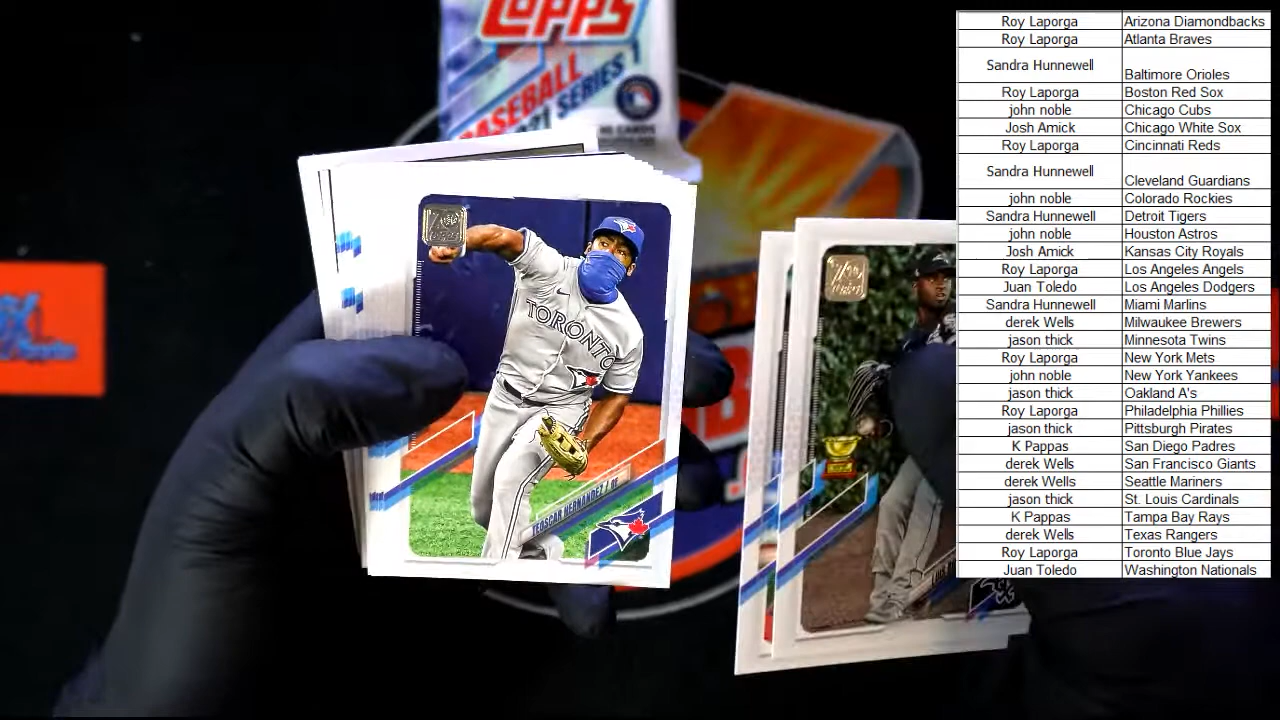 TOPPS
BASEBALL
SERIES
TORONTO
TEOSCAR HERNÁNDEZ / OF
Roy Laporga Arizona Diamondbacks
Roy Laporga Atlanta Braves
Sandra Hunnewell Baltimore Orioles
Roy Laporga Boston Red Sox
john noble Chicago Cubs
Josh Amick Chicago White Sox
Roy Laporga Cincinnati Reds
Sandra Hunnewell Cleveland Guardians
john noble Colorado Rockies
Sandra Hunnewell Detroit Tigers
john noble Houston Astros
Josh Amick Kansas City Royals
Roy Laporga Los Angeles Angels
Juan Toledo Los Angeles Dodgers
Sandra Hunnewell Miami Marlins
derek Wells Milwaukee Brewers
jason thick Minnesota Twins
Roy Laporga New York Mets
john noble New York Yankees
jason thick Oakland A's
Roy Laporga Philadelphia Phillies
jason thick Pittsburgh Pirates
K Pappas San Diego Padres
derek Wells San Francisco Giants
derek Wells Seattle Mariners
jason thick St. Louis Cardinals
K Pappas Tampa Bay Rays
derek Wells Texas Rangers
Roy Laporga Toronto Blue Jays
Juan Toledo Washington Nationals